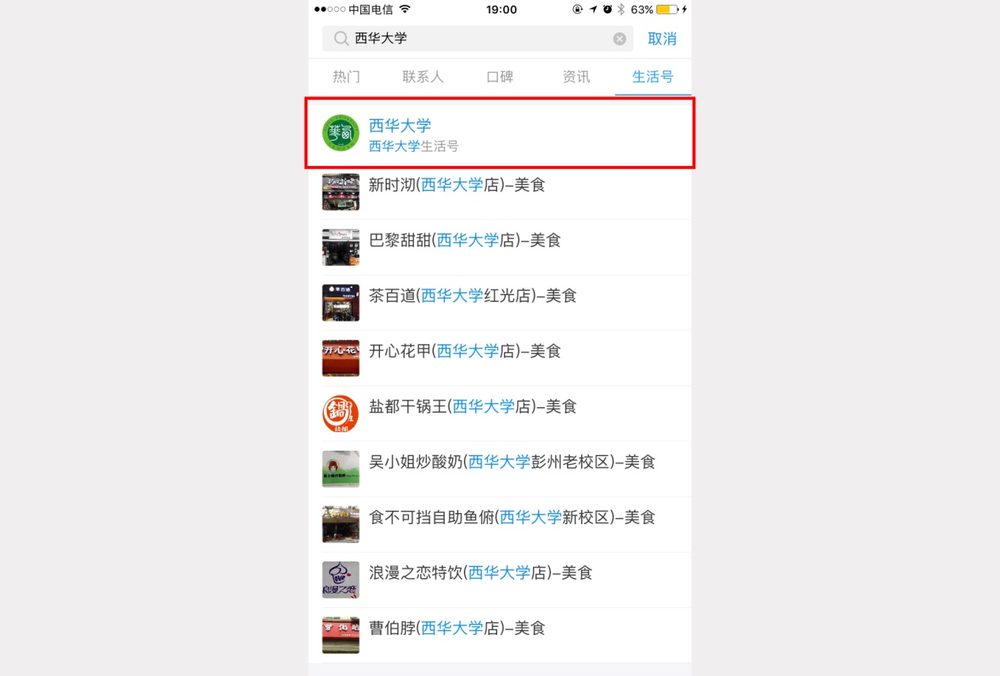 中国电信
19:00
63%
西华大学
取消
热门
联系人
口碑
资讯
生活号
西华大学
西华大学生活号
新时沏(西华大学店)–美食
巴黎甜甜(西华大学店)–美食
茶百道(西华大学红光店)–美食
开心花甲(西华大学店)–美食
盐都干锅王(西华大学店)–美食
吴小姐炒酸奶(西华大学彭州老校区)–美食
食不可挡自助鱼俯(西华大学新校区)–美食
浪漫之恋特饮(西华大学店)–美食
曹伯脖(西华大学店)–美食